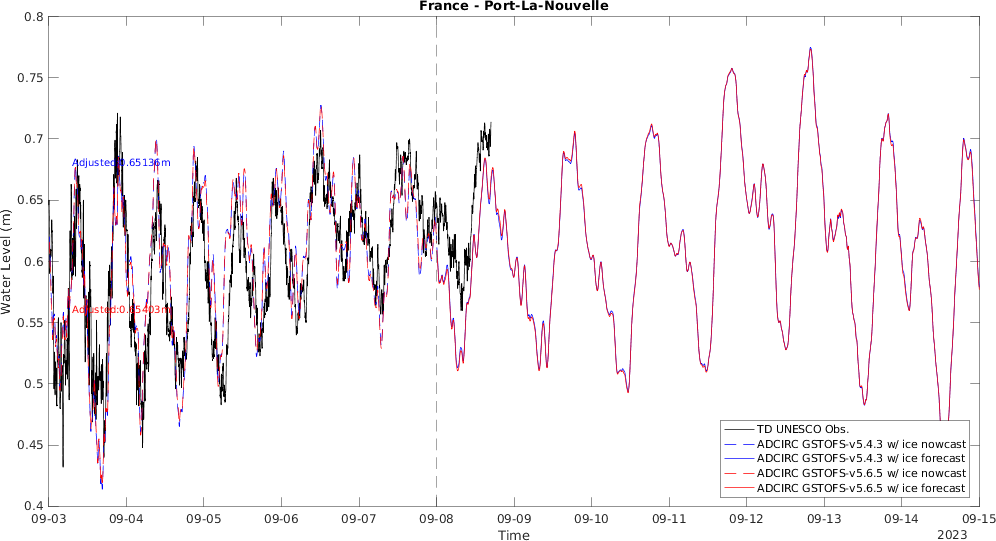 France - Port-La-Nouvelle
0.8
0.75
0.7
0.65
0.6
0.55
0.5
0.45
0.4
Water Level (m)
Adjusted:0.65136m
Adjusted:0.65403m
TD UNESCO Obs.
ADCIRC GSTOFS-v5.4.3 w/ ice nowcast
ADCIRC GSTOFS-v5.4.3 w/ ice forecast
ADCIRC GSTOFS-v5.6.5 w/ ice nowcast
ADCIRC GSTOFS-v5.6.5 w/ ice forecast
09-03 09-04 09-05 09-06 09-07 09-08 09-09 09-10 09-11 09-12 09-13 09-14 09-15
Time
2023